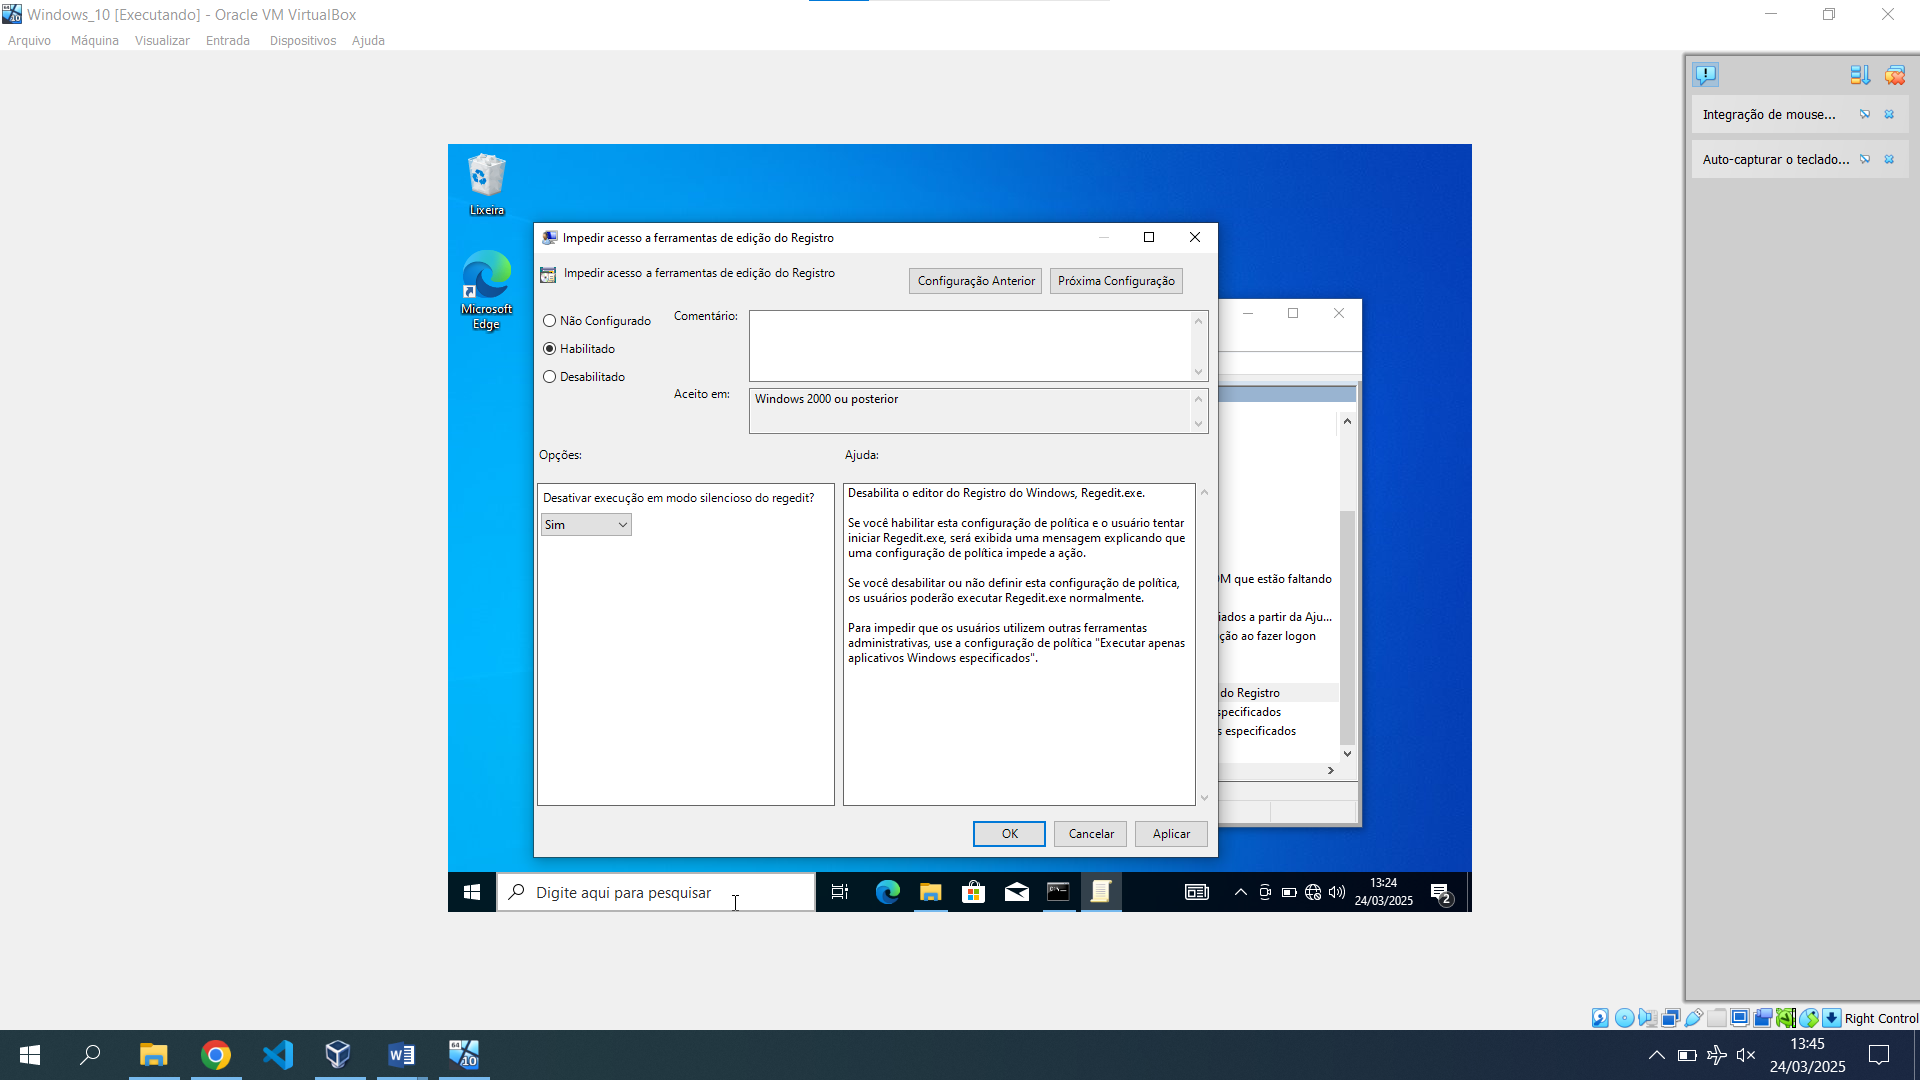 Windows_10 [Executando] - Oracle VM VirtualBox
Arquivo Máquina Visualizar Entrada Dispositivos Ajuda
Integração de mouse...
Auto-capturar o teclado...
Lixeira
Microsoft
Edge
Impedir acesso a ferramentas de edição do Registro
Impedir acesso a ferramentas de edição do Registro
Configuração Anterior
Próxima Configuração
Não Configurado
Habilitado
Desabilitado
Comentário:
Aceito em:
Windows 2000 ou posterior
Opções:
Ajuda:
Desativar execução em modo silencioso do regedit?
Sim
Desabilita o editor do Registro do Windows, Regedit.exe.
Se você habilitar esta configuração de política e o usuário tentar
iniciar Regedit.exe, será exibida uma mensagem explicando que
uma configuração de política impede a ação.
Se você desabilitar ou não definir esta configuração de política,
os usuários poderão executar Regedit.exe normalmente.
Para impedir que os usuários utilizem outras ferramentas
administrativas, use a configuração de política "Executar apenas
aplicativos Windows especificados".
M que estão faltando
iados a partir da Aju...
ção ao fazer logon
do Registro
specificados
s especificados
OK
Cancelar
Aplicar
Digite aqui para pesquisar
13:24
24/03/2025
2
Right Control
64
10
13:45
24/03/2025